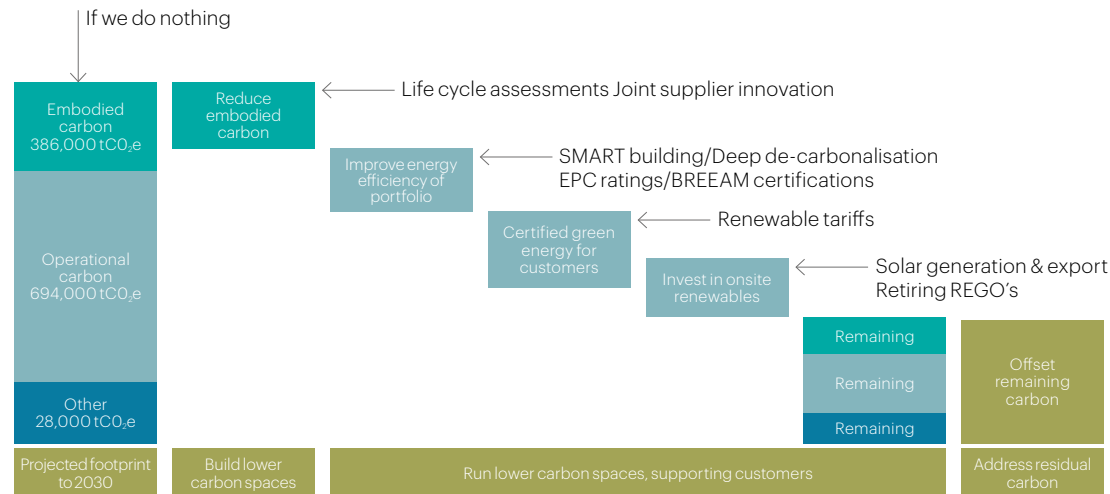 If we do nothing
Embodied
carbon
386,000 tC0₂e
Reduce
embodied
carbon
Life cycle assessments Joint supplier innovation
Improve energy
efficiency of
portfolio
SMART building/Deep de-carbonalisation
EPC ratings/BREEAM certifications
Certified green
energy for
customers
Renewable tariffs
Operational
carbon
694,000 tC0₂e
Invest in onsite
renewables
Solar generation & export
Retiring REGO's
Remaining
Remaining
Remaining
Offset
remaining
carbon
Other
28,000 tC0₂e
Projected footprint
to 2030
Build lower
carbon spaces
Run lower carbon spaces, supporting customers
Address residual
carbon